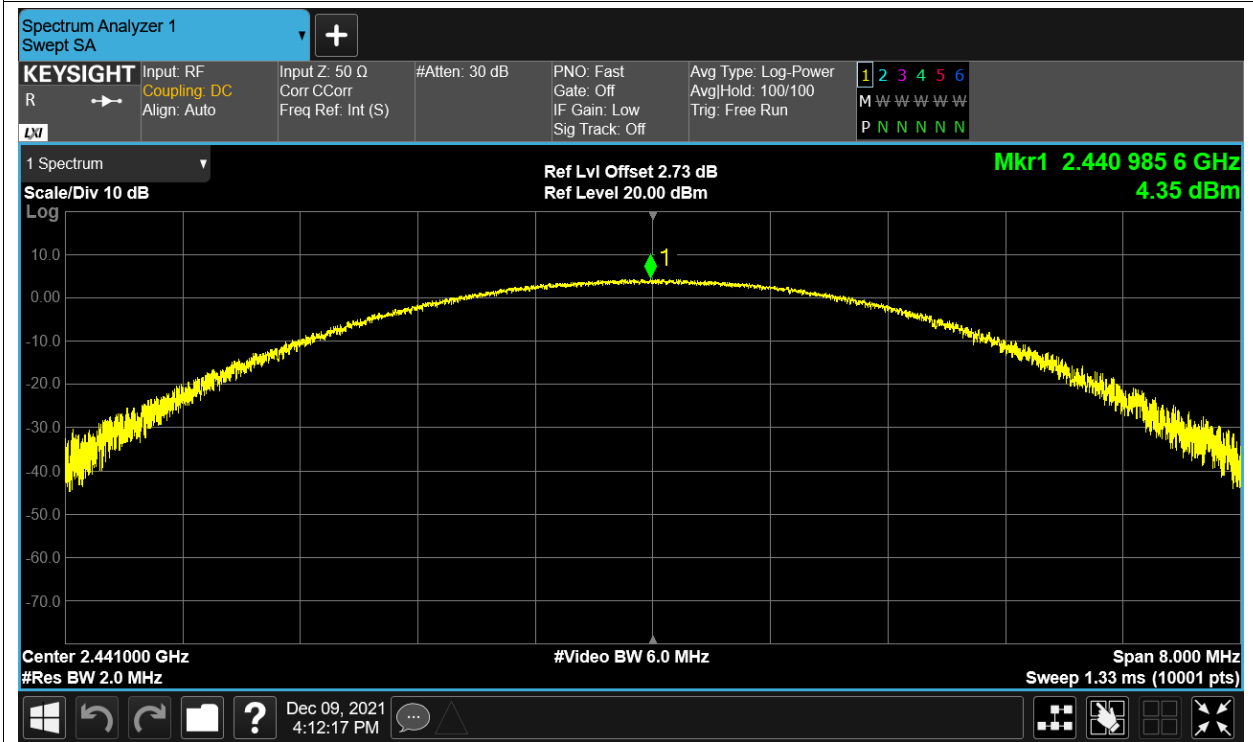 Spectrum Analyzer 1
Swept SA
+
KEYSIGHT
R
LXI
Input: RF
Coupling: DC
Align: Auto
Input Z: 50 Ω
Corr CCorr
Freq Ref: Int (S)
#Atten: 30 dB
PNO: Fast
Gate: Off
IF Gain: Low
Sig Track: Off
Avg Type: Log-Power
Avg|Hold: 100/100
Trig: Free Run
1 2 3 4 5 6
M W W W W W
P N N N N N
1 Spectrum
Scale/Div 10 dB
Log
Ref Lvl Offset 2.73 dB
Ref Level 20.00 dBm
Mkr1 2.440 985 6 GHz
4.35 dBm
1
10.0
0.00
-10.0
-20.0
-30.0
-40.0
-50.0
-60.0
-70.0
Center 2.441000 GHz
#Res BW 2.0 MHz
#Video BW 6.0 MHz
Span 8.000 MHz
Sweep 1.33 ms (10001 pts)
?
Dec 09, 2021
4:12:17 PM